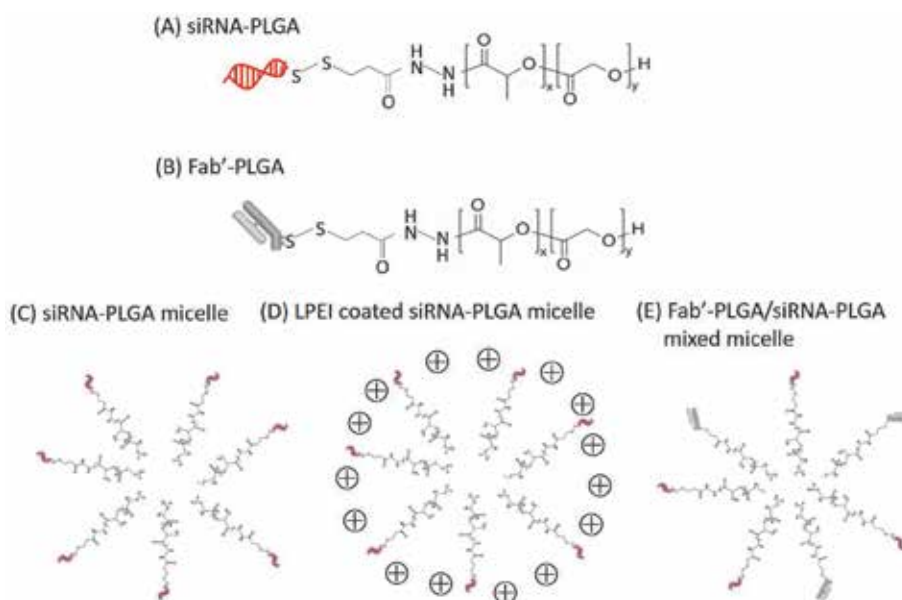 (A) siRNA-PLGA
S
S
O
H
N
N
H
O
O
x
O
O
y
H
(B) Fab'-PLGA
S
S
O
H
N
N
H
O
O
x
O
O
y
H
(C) siRNA-PLGA micelle
(D) LPEI coated siRNA-PLGA micelle
(E) Fab'-PLGA/siRNA-PLGA
mixed micelle